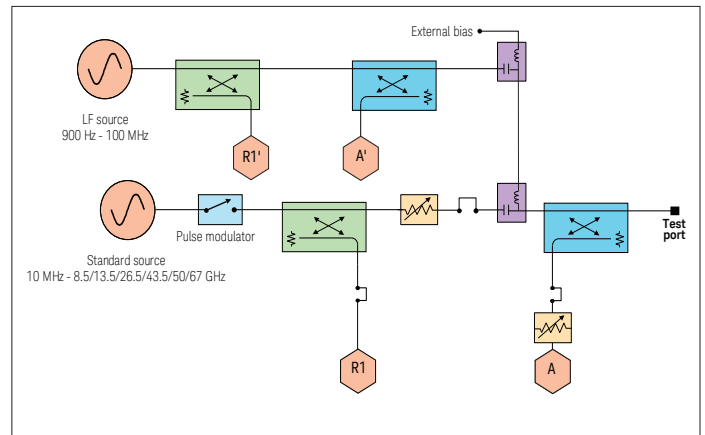 External bias
LF source
900 Hz - 100 MHz
R1'
A'
Pulse modulator
Test
port
Standard source
10 MHz - 8.5/13.5/26.5/43.5/50/67 GHz
R1
A